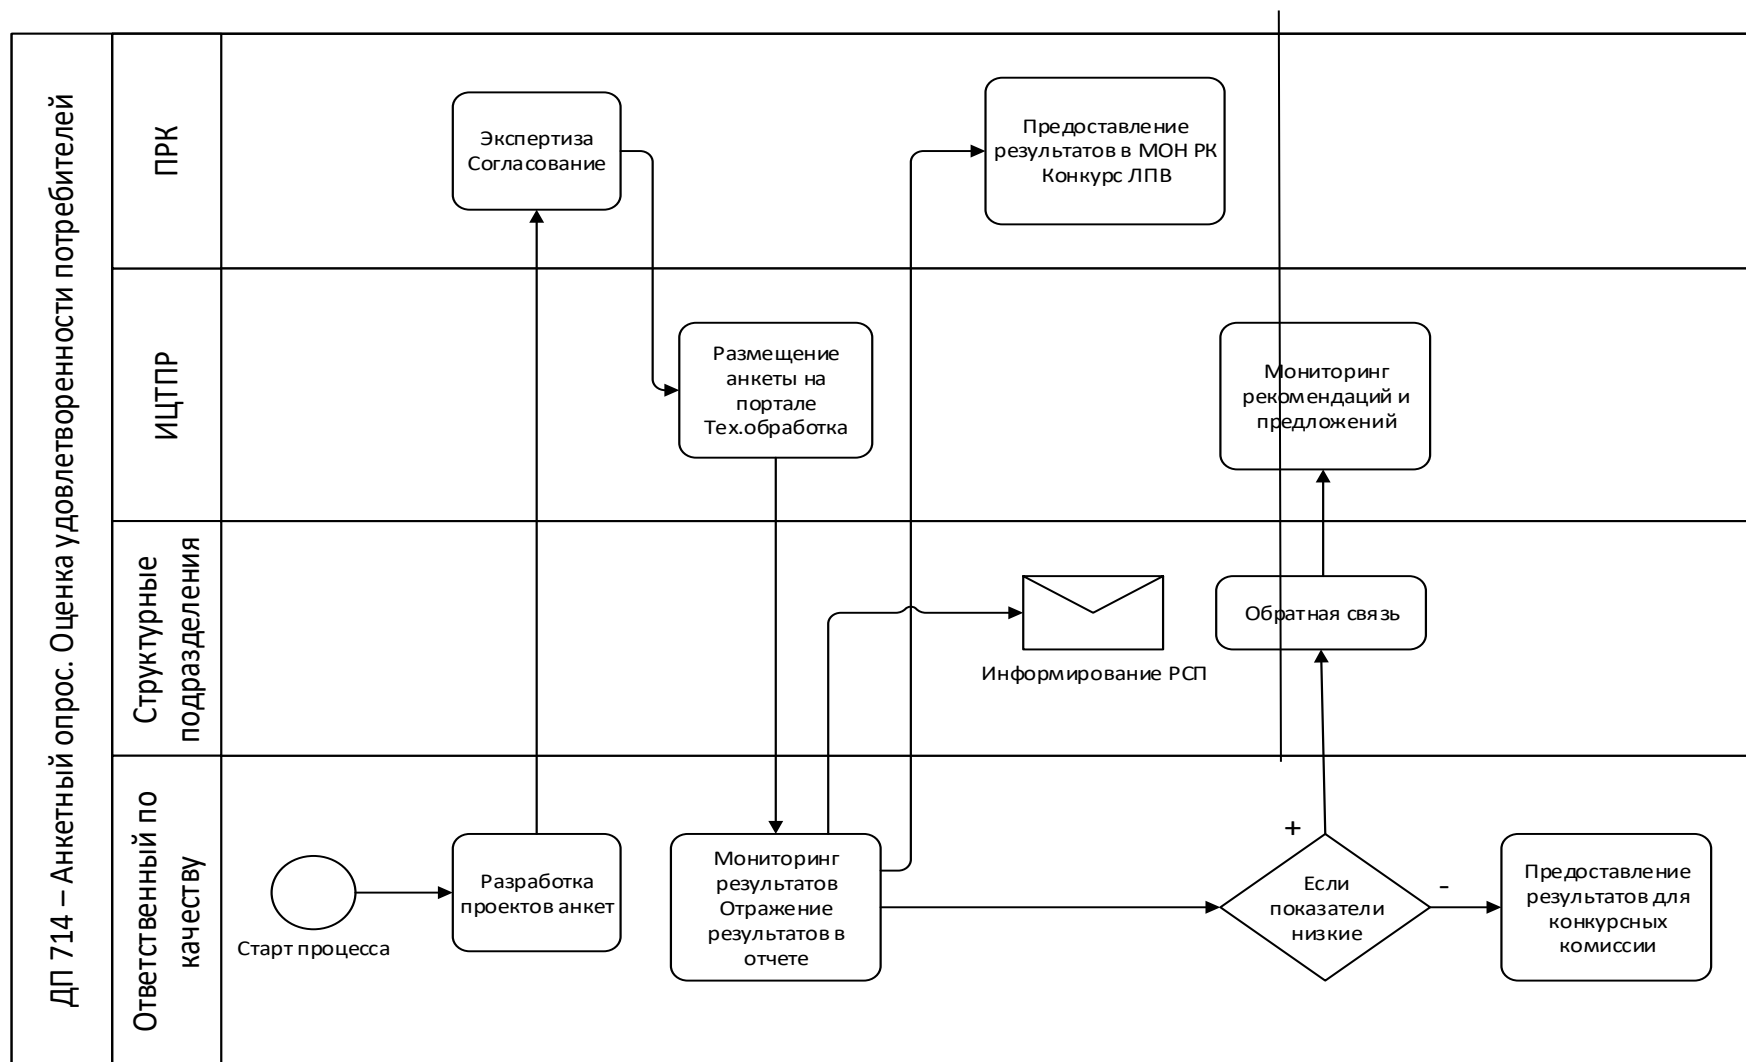 ДП 714 – Анкетный опрос. Оценка удовлетворенности потребителей
ПРК
Экспертиза
Согласование
Предоставление
результатов в МОН РК
Конкурс ЛПВ
ИЦТПР
Размещение
анкеты на
портале
Тех.обработка
Мониторинг
рекомендаций и
предложений
Структурные
подразделения
Информирование РСП
Обратная связь
Ответственный по
качеству
Старт процесса
Разработка
проектов анкет
Мониторинг
результатов
Отражение
результатов в
отчете
+
Если
показатели
низкие
-
Предоставление
результатов для
конкурсных
комиссии